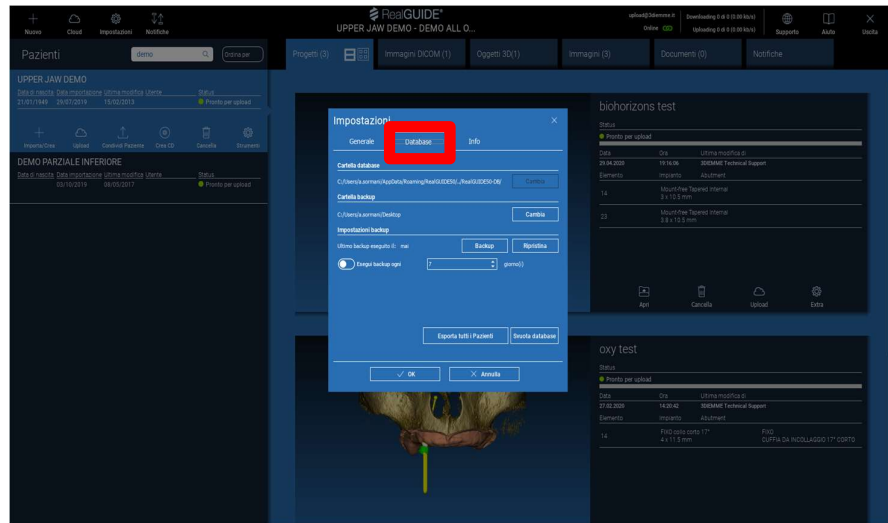 RealGUIDE®
UPPER JAW DEMO - DEMO ALL O...
Nuovo Cloud Impostazioni Notifiche
upload@3diemme.it
Online
Downloading 0 di 0 (0.00 kb/s)
Uploading 0 di 0 (0.00 kb/s)
Supporto Aiuto Uscita
Pazienti
demo
Ordina per
Progetti (3) Immagini DICOM (1) Oggetti 3D(1) Immagini (3) Documenti (0) Notifiche
UPPER JAW DEMO
Data di nascita Data importazione Ultima modifica Utente Status
21/01/1949 29/07/2019 15/02/2013 Pronto per upload
Importa/Crea Upload Condividi Paziente Crea CD Cancella Strumenti
DEMO PARZIALE INFERIORE
Data di nascita Data importazione Ultima modifica Utente Status
03/10/2019 08/05/2017 Pronto per upload
Impostazioni
Generale Database Info
Cartella database
C:/Users/a.sormani/AppData/Roaming/RealGUIDE50/../RealGUIDE50-DB/ Cambia
Cartella backup
C:/Users/a.sormani/Desktop Cambia
Impostazioni backup
Ultimo backup eseguito il: mai Backup Ripristina
Esegui backup ogni 7 giorno(i)
Esporta tutti i Pazienti Svuota database
OK Annulla
biohorizons test
Status
Pronto per upload
Data Ora Ultima modifica di
29.04.2020 19:16:06 3DIEMME Technical Support
Elemento Impianto Abutment
14 Mount-free Tapered Internal
3 x 10.5 mm
23 Mount-free Tapered Internal
3.8 x 10.5 mm
Apri Cancella Upload Extra
oxy test
Status
Pronto per upload
Data Ora Ultima modifica di
27.02.2020 14:20:42 3DIEMME Technical Support
Elemento Impianto Abutment
14 FIXO collo corto 17° FIXO
4 x 11.5 mm CUFFIA DA INCOLLAGGIO 17° CORTO